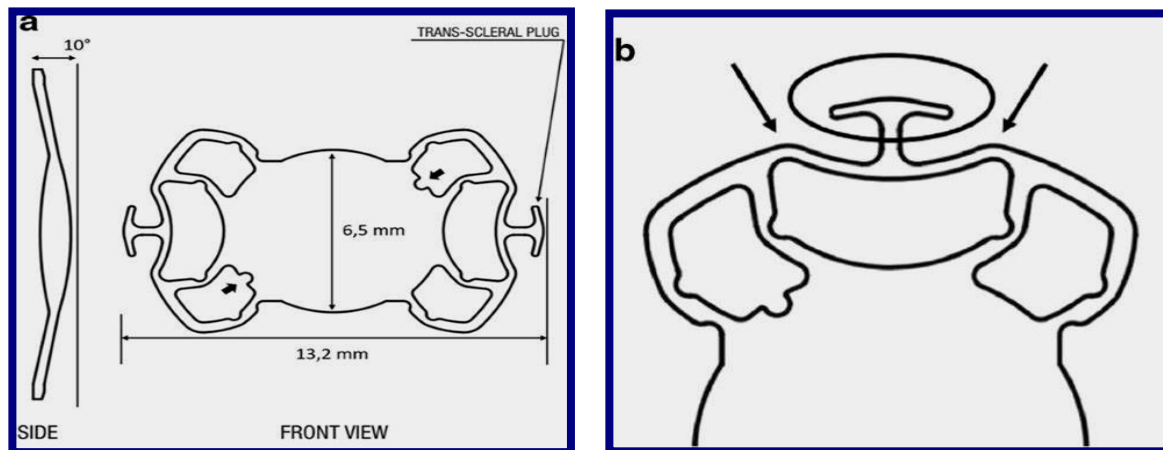 a
TRANS-SCLERAL PLUG
10°
6,5 mm
13,2 mm
SIDE
FRONT VIEW
b